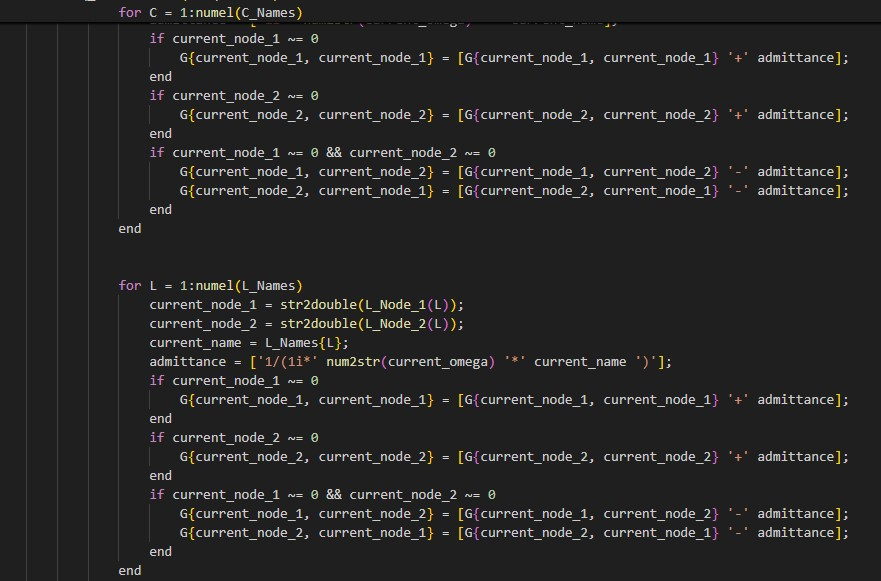 for C = 1:numel(C_Names)
if current_node_1 ~= 0
G{current_node_1, current_node_1} = [G{current_node_1, current_node_1} '+' admittance];
end
if current_node_2 ~= 0
G{current_node_2, current_node_2} = [G{current_node_2, current_node_2} '+' admittance];
end
if current_node_1 ~= 0 && current_node_2 ~= 0
G{current_node_1, current_node_2} = [G{current_node_1, current_node_2} '-' admittance];
G{current_node_2, current_node_1} = [G{current_node_2, current_node_1} '-' admittance];
end
end
for L = 1:numel(L_Names)
current_node_1 = str2double(L_Node_1(L));
current_node_2 = str2double(L_Node_2(L));
current_name = L_Names{L};
admittance = ['1/(1i*' num2str(current_omega) '*' current_name ')'];
if current_node_1 ~= 0
G{current_node_1, current_node_1} = [G{current_node_1, current_node_1} '+' admittance];
end
if current_node_2 ~= 0
G{current_node_2, current_node_2} = [G{current_node_2, current_node_2} '+' admittance];
end
if current_node_1 ~= 0 && current_node_2 ~= 0
G{current_node_1, current_node_2} = [G{current_node_1, current_node_2} '-' admittance];
G{current_node_2, current_node_1} = [G{current_node_2, current_node_1} '-' admittance];
end
end